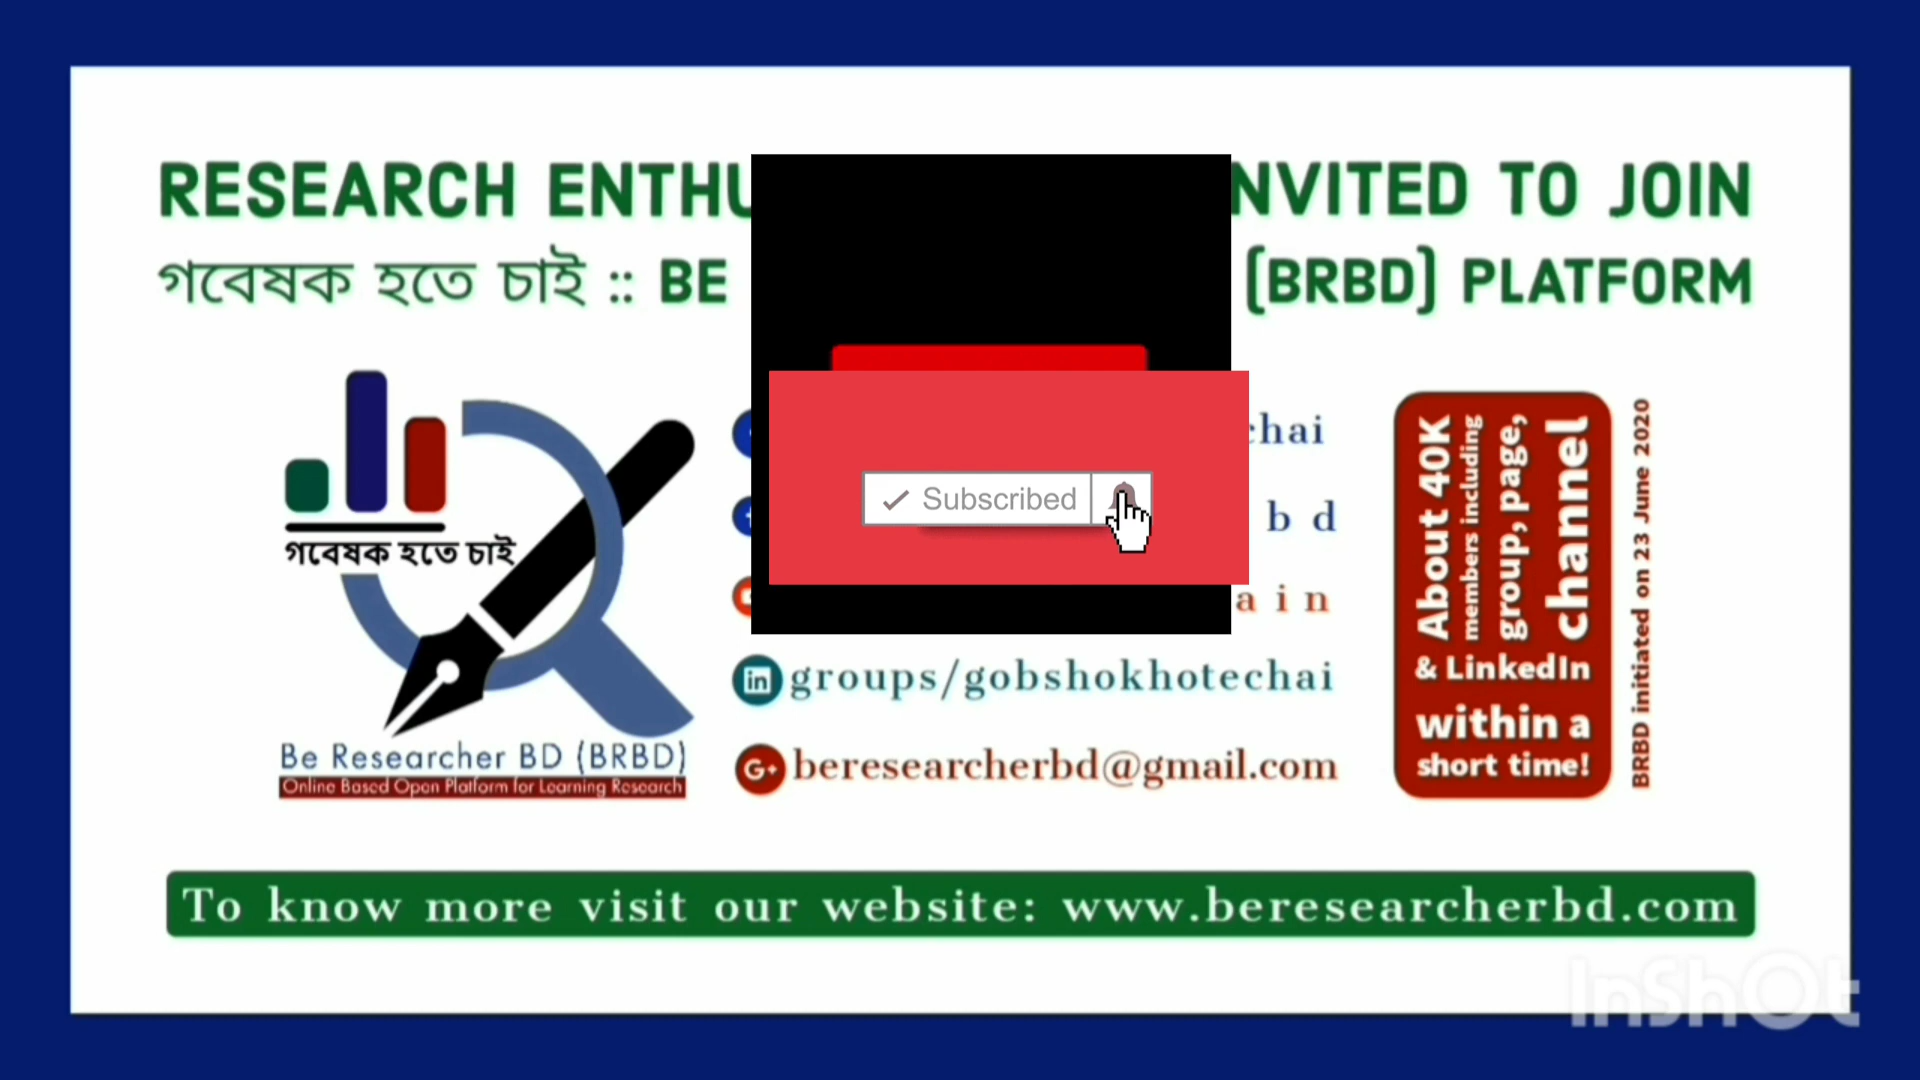 RESEARCH ENTHU NVITED TO JOIN
গবেষক হতে চাই :: BE (BRBD) PLATFORM
গবেষক হতে চাই
Be Researcher BD (BRBD)
Online Based Open Platform for Learning Research
chai
Subscribed
b d
a i n
groups/gobshokhotechai
beresearcherbd@gmail.com
About 40K
members including
group, page,
channel
& LinkedIn
within a
short time!
BRBD initiated on 23 June 2020
To know more visit our website: www.beresearcherbd.com
InShOt